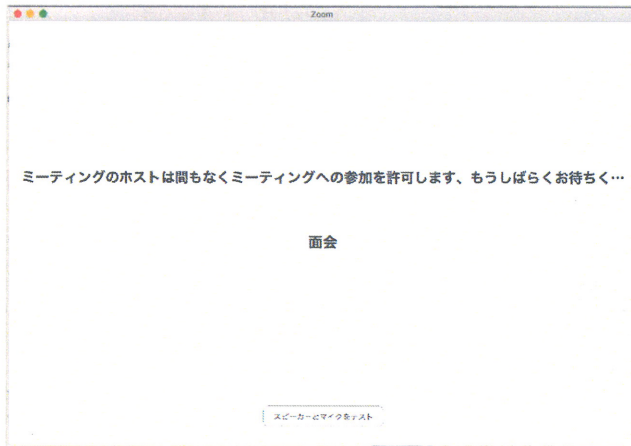 Zoom
ミーティングのホストは間もなくミーティングへの参加を許可します、もうしばらくお待ちく…
面会
スピーカーとマイクをテスト